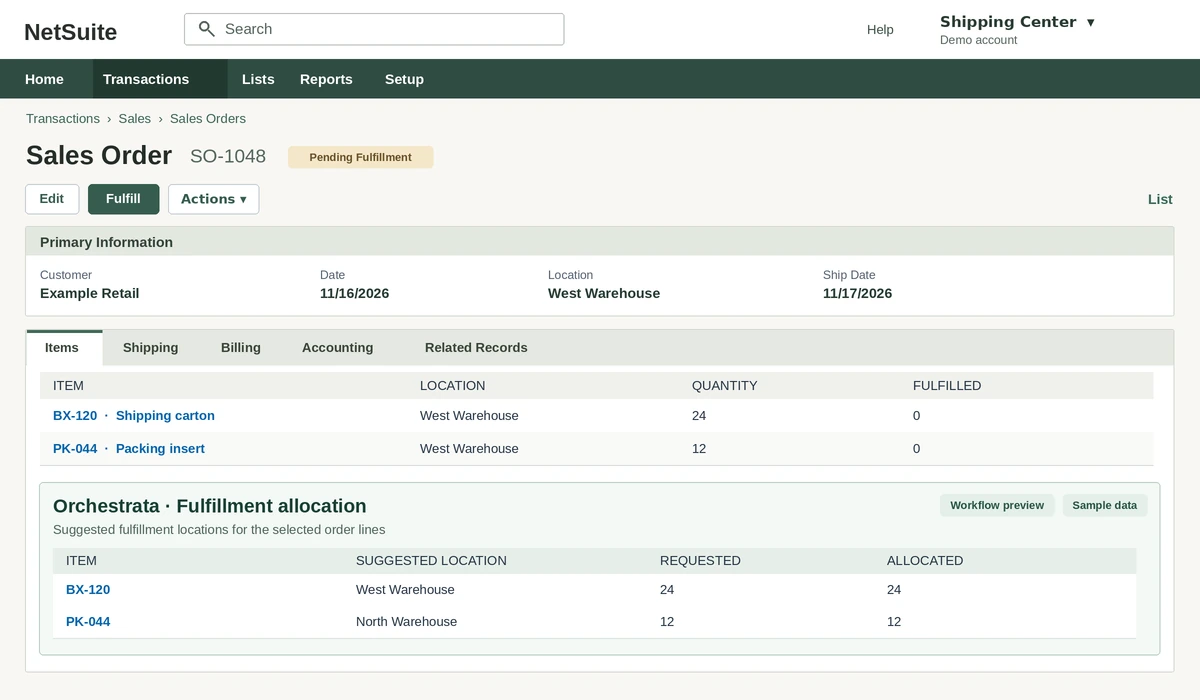 NetSuite
Search
Help
Shipping Center ▼
Demo account
Home Transactions Lists Reports Setup
Transactions › Sales › Sales Orders
Sales Order SO-1048 Pending Fulfillment
Edit Fulfill Actions ▾ List
Primary Information
Customer Date Location Ship Date
Example Retail 11/16/2026 West Warehouse 11/17/2026
Items Shipping Billing Accounting Related Records
ITEM LOCATION QUANTITY FULFILLED
BX-120 · Shipping carton West Warehouse 24 0
PK-044 · Packing insert West Warehouse 12 0
Orchestrata · Fulfillment allocation Workflow preview Sample data
Suggested fulfillment locations for the selected order lines
ITEM SUGGESTED LOCATION REQUESTED ALLOCATED
BX-120 West Warehouse 24 24
PK-044 North Warehouse 12 12